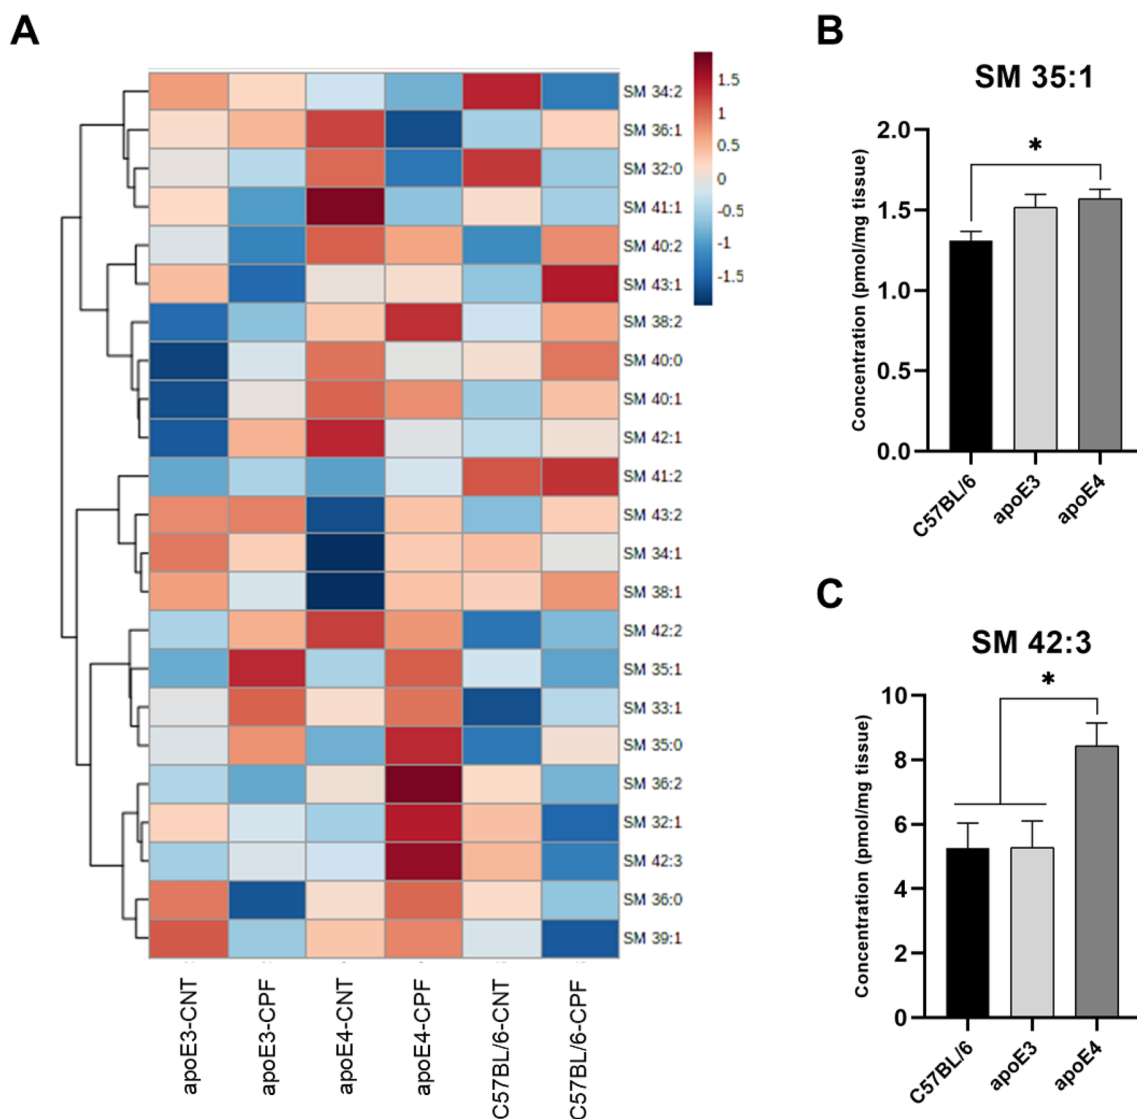 A
SM 34:2
SM 36:1
SM 32:0
SM 41:1
SM 40:2
SM 43:1
SM 38:2
SM 40:0
SM 40:1
SM 42:1
SM 41:2
SM 43:2
SM 34:1
SM 38:1
SM 42:2
SM 35:1
SM 33:1
SM 35:0
SM 36:2
SM 32:1
SM 42:3
SM 36:0
SM 39:1
apoE3-CNT
apoE3-CPF
apoE4-CNT
apoE4-CPF
C57BL/6-CNT
C57BL/6-CPF
1.5
1
0.5
0
-0.5
-1
-1.5
B
SM 35:1
Concentration (pmol/mg tissue)
2.0
1.5
1.0
0.5
0.0
*
C57BL/6
apoE3
apoE4
C
SM 42:3
Concentration (pmol/mg tissue)
10
8
6
4
2
0
*
C57BL/6
apoE3
apoE4